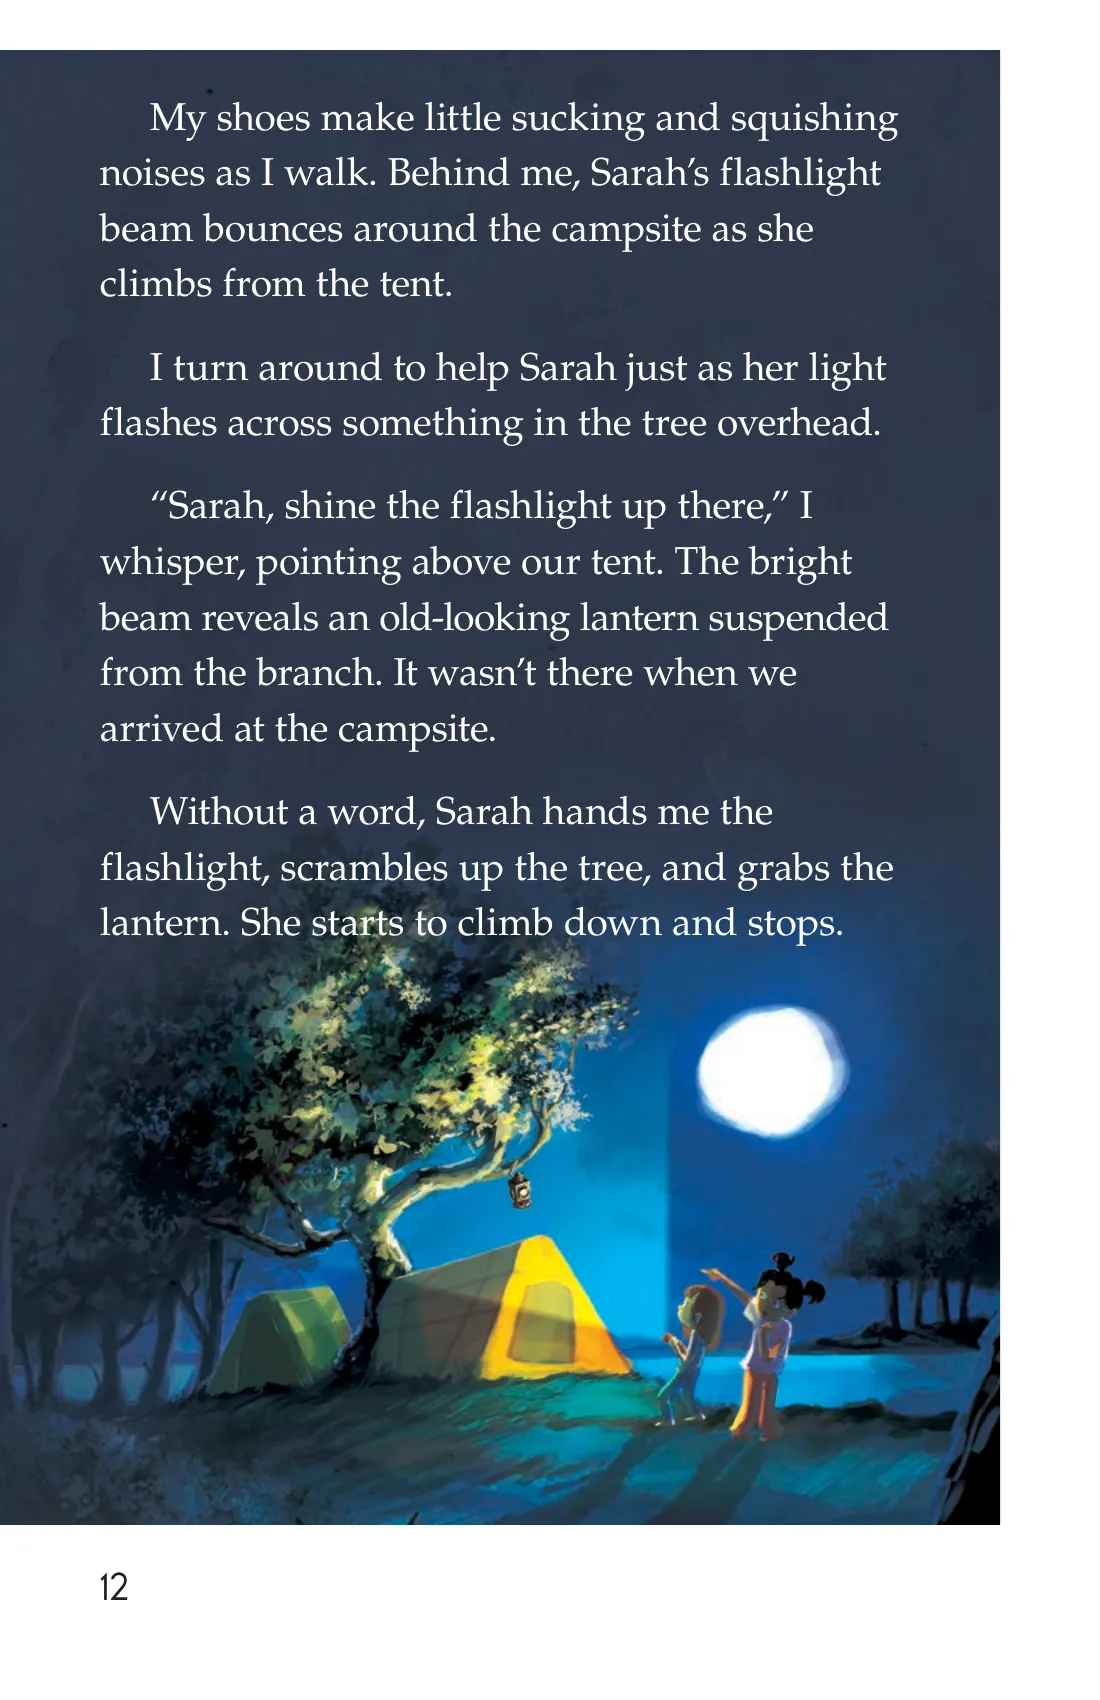 My shoes make little sucking and squishing
noises as I walk. Behind me, Sarah’s flashlight
beam bounces around the campsite as she
climbs from the tent.
I turn around to help Sarah just as her light
flashes across something in the tree overhead.
“Sarah, shine the flashlight up there,” I
whisper, pointing above our tent. The bright
beam reveals an old-looking lantern suspended
from the branch. It wasn’t there when we
arrived at the campsite.
Without a word, Sarah hands me the
flashlight, scrambles up the tree, and grabs the
lantern. She starts to climb down and stops.
12